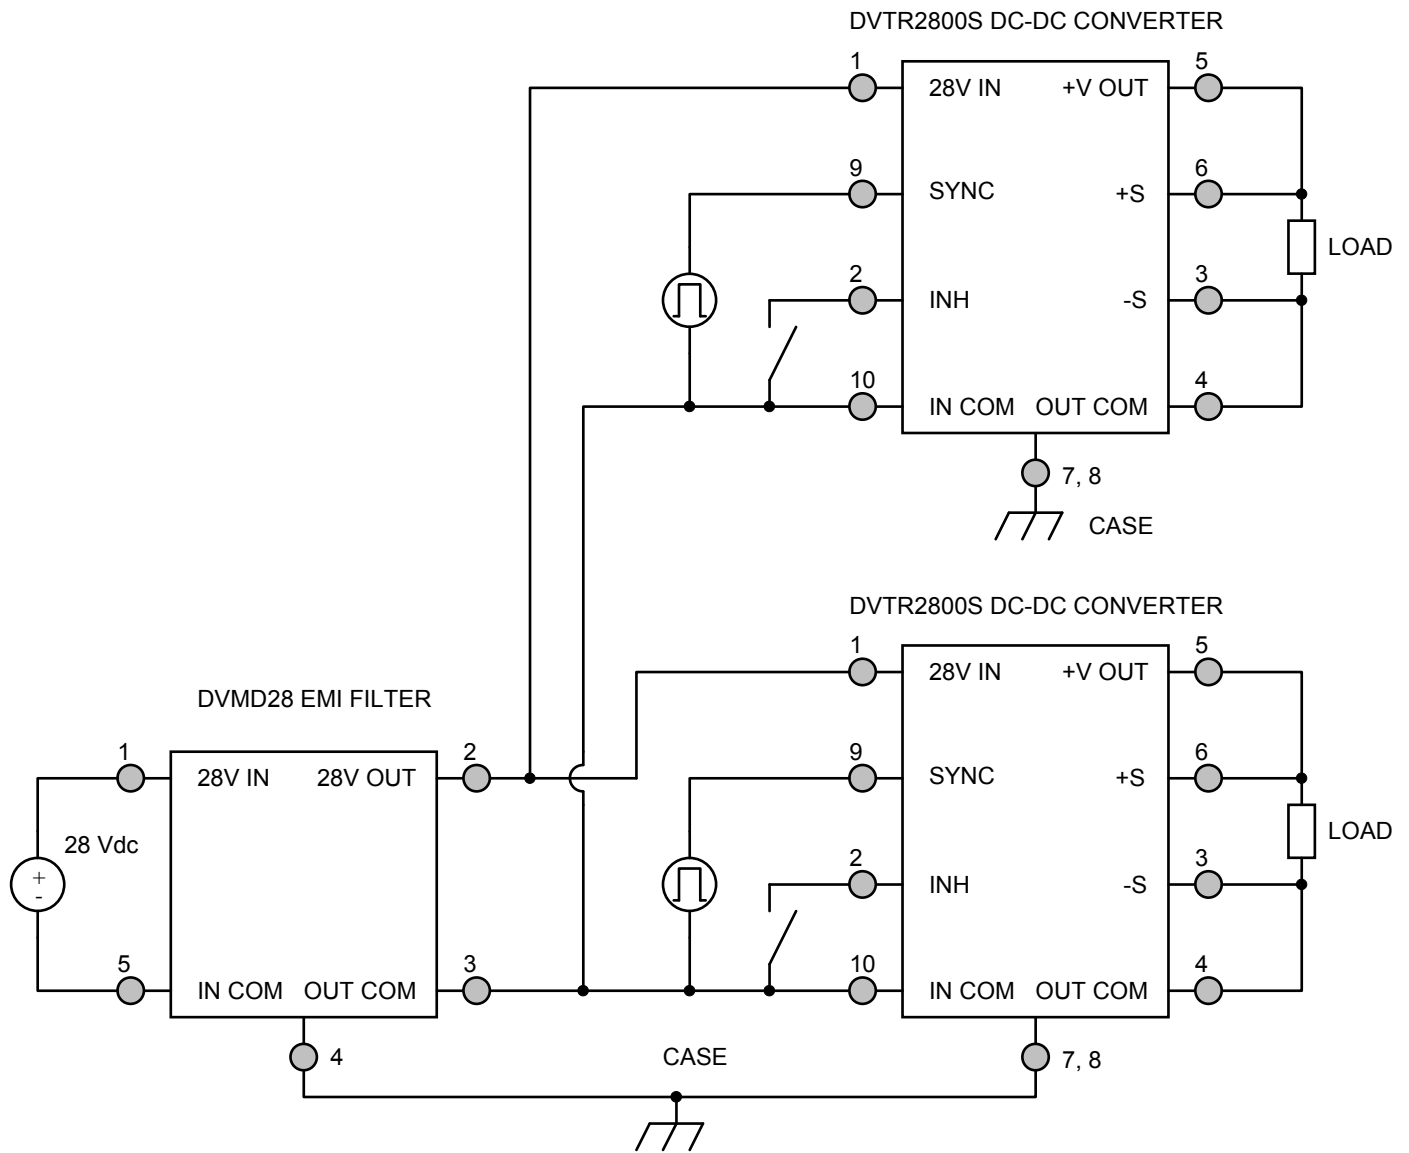 DVTR2800S DC-DC CONVERTER
1
5
28V IN
+V OUT
9
6
SYNC
+S
LOAD
2
3
INH
-S
10
4
IN COM
OUT COM
7, 8
CASE
DVTR2800S DC-DC CONVERTER
1
5
28V IN
+V OUT
DVMD28 EMI FILTER
1
2
9
6
28V IN
28V OUT
SYNC
+S
28 Vdc
LOAD
+
-
2
3
INH
-S
5
3
10
4
IN COM
OUT COM
IN COM
OUT COM
4
CASE
7, 8